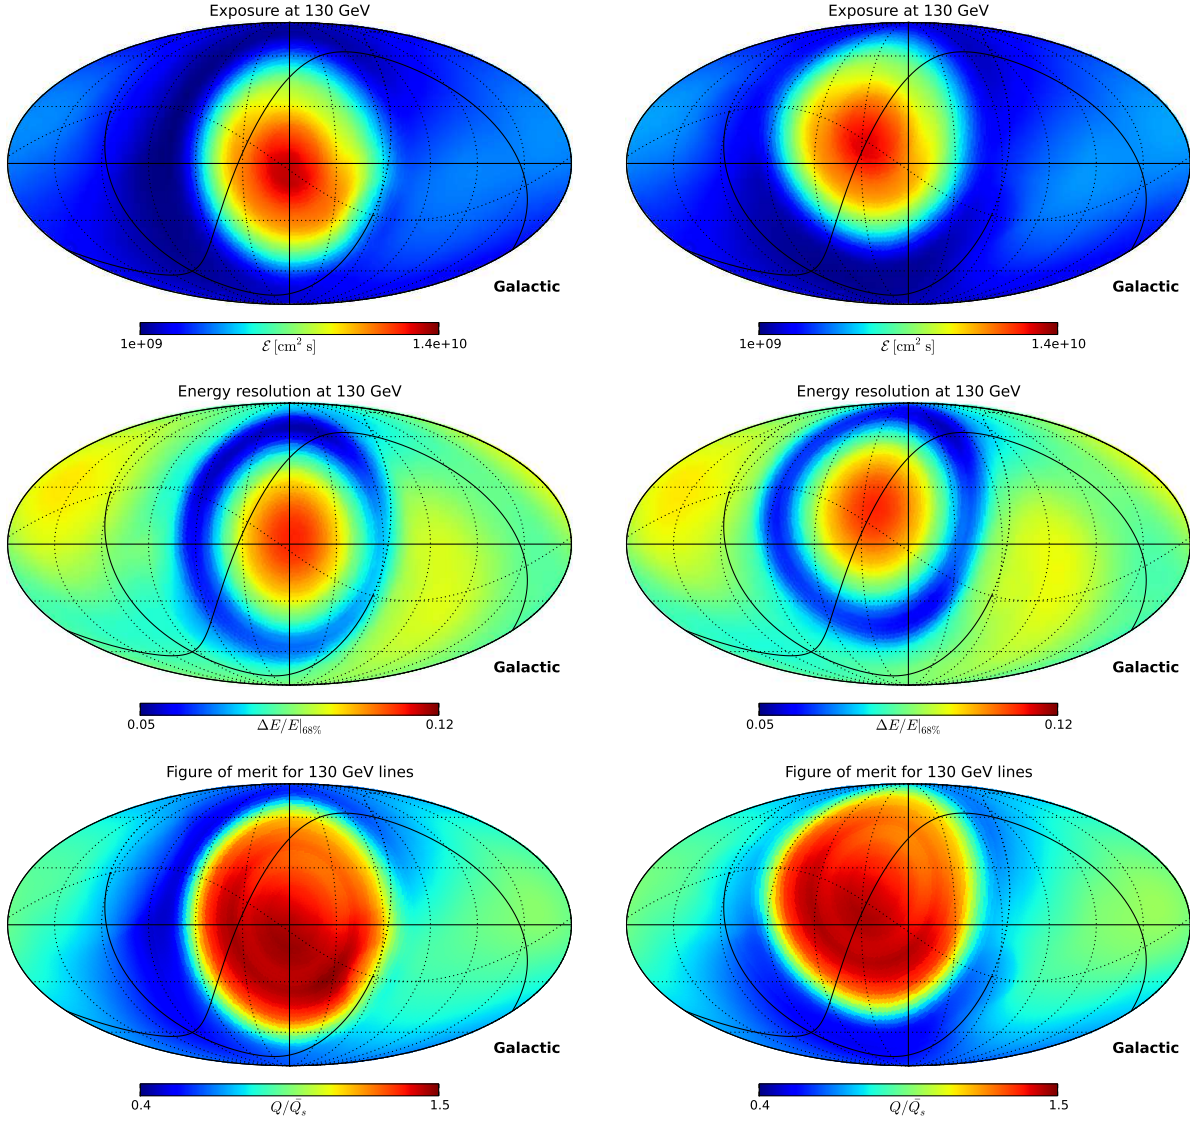 Exposure at 130 GeV
Exposure at 130 GeV
Galactic
Galactic
1e+09 ℰ [cm² s] 1.4e+10
1e+09 ℰ [cm² s] 1.4e+10
Energy resolution at 130 GeV
Energy resolution at 130 GeV
Galactic
Galactic
0.05 ΔE/E|68% 0.12
0.05 ΔE/E|68% 0.12
Figure of merit for 130 GeV lines
Figure of merit for 130 GeV lines
Galactic
Galactic
0.4 Q/Q̄ₛ 1.5
0.4 Q/Q̄ₛ 1.5